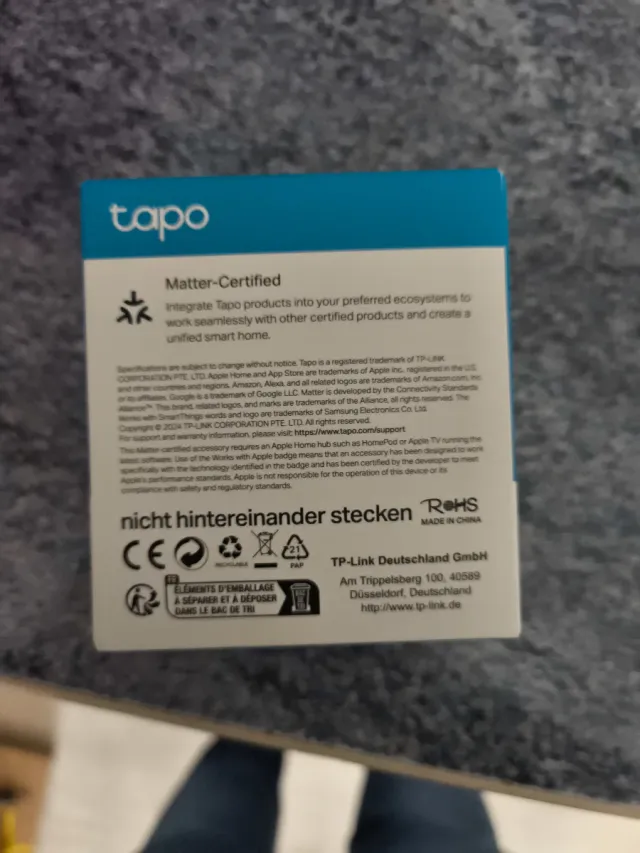 tapo
Matter-Certified
Integrate Tapo products into your preferred ecosystems to
work seamlessly with other certified products and create a
unified smart home.
Specifications are subject to change without notice. Tapo is a registered trademark of TP-LINK
CORPORATION PTE. LTD. Apple Home and App Store are trademarks of Apple Inc., registered in the U.S.
and other countries and regions. Amazon, Alexa, and all related logos are trademarks of Amazon.com, Inc.
or its affiliates. Google is a trademark of Google LLC. Matter is developed by the Connectivity Standards
Alliance™. This brand, related logos, and marks are trademarks of the Alliance, all rights reserved. The
Works with SmartThings words and logo are trademarks of Samsung Electronics Co. Ltd.
Copyright © 2024 TP-LINK CORPORATION PTE. LTD. All rights reserved.
For support and warranty information, please visit: https://www.tapo.com/support
This Matter-certified accessory requires an Apple Home hub such as HomePod or Apple TV running the
latest software. Use of the Works with Apple badge means that an accessory has been designed to work
specifically with the technology identified in the badge and has been certified by the developer to meet
Apple's performance standards. Apple is not responsible for the operation of this device or its
compliance with safety and regulatory standards.
nicht hintereinander stecken
RoHS
MADE IN CHINA
CE
RECYCLABLE
21
PAP
TP-Link Deutschland GmbH
Am Trippelsberg 100, 40589
Düsseldorf, Deutschland
http://www.tp-link.de
FR
ÉLÉMENTS D'EMBALLAGE
À SÉPARER ET À DÉPOSER
DANS LE BAC DE TRI